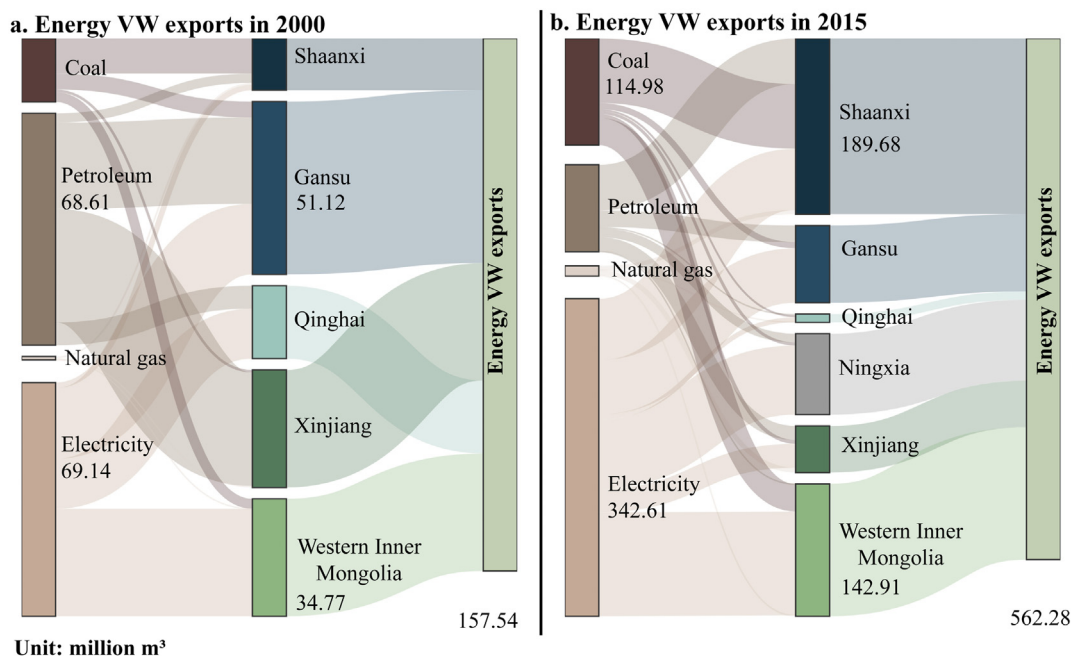 a. Energy VW exports in 2000
Coal
Petroleum
68.61
Natural gas
Electricity
69.14
Shaanxi
Gansu
51.12
Qinghai
Xinjiang
Western Inner
Mongolia
34.77
Energy VW exports
157.54
b. Energy VW exports in 2015
Coal
114.98
Petroleum
Natural gas
Electricity
342.61
Shaanxi
189.68
Gansu
Qinghai
Ningxia
Xinjiang
Western Inner
Mongolia
142.91
Energy VW exports
562.28
Unit: million m³